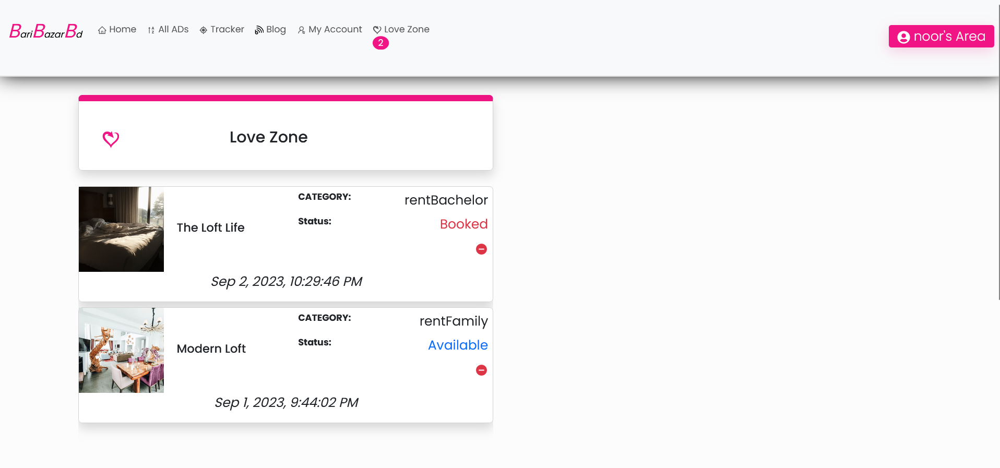 BariBazarBd
Home
All ADs
Tracker
Blog
My Account
Love Zone
2
noor's Area
Love Zone
The Loft Life
CATEGORY:
rentBachelor
Status:
Booked
Sep 2, 2023, 10:29:46 PM
Modern Loft
CATEGORY:
rentFamily
Status:
Available
Sep 1, 2023, 9:44:02 PM